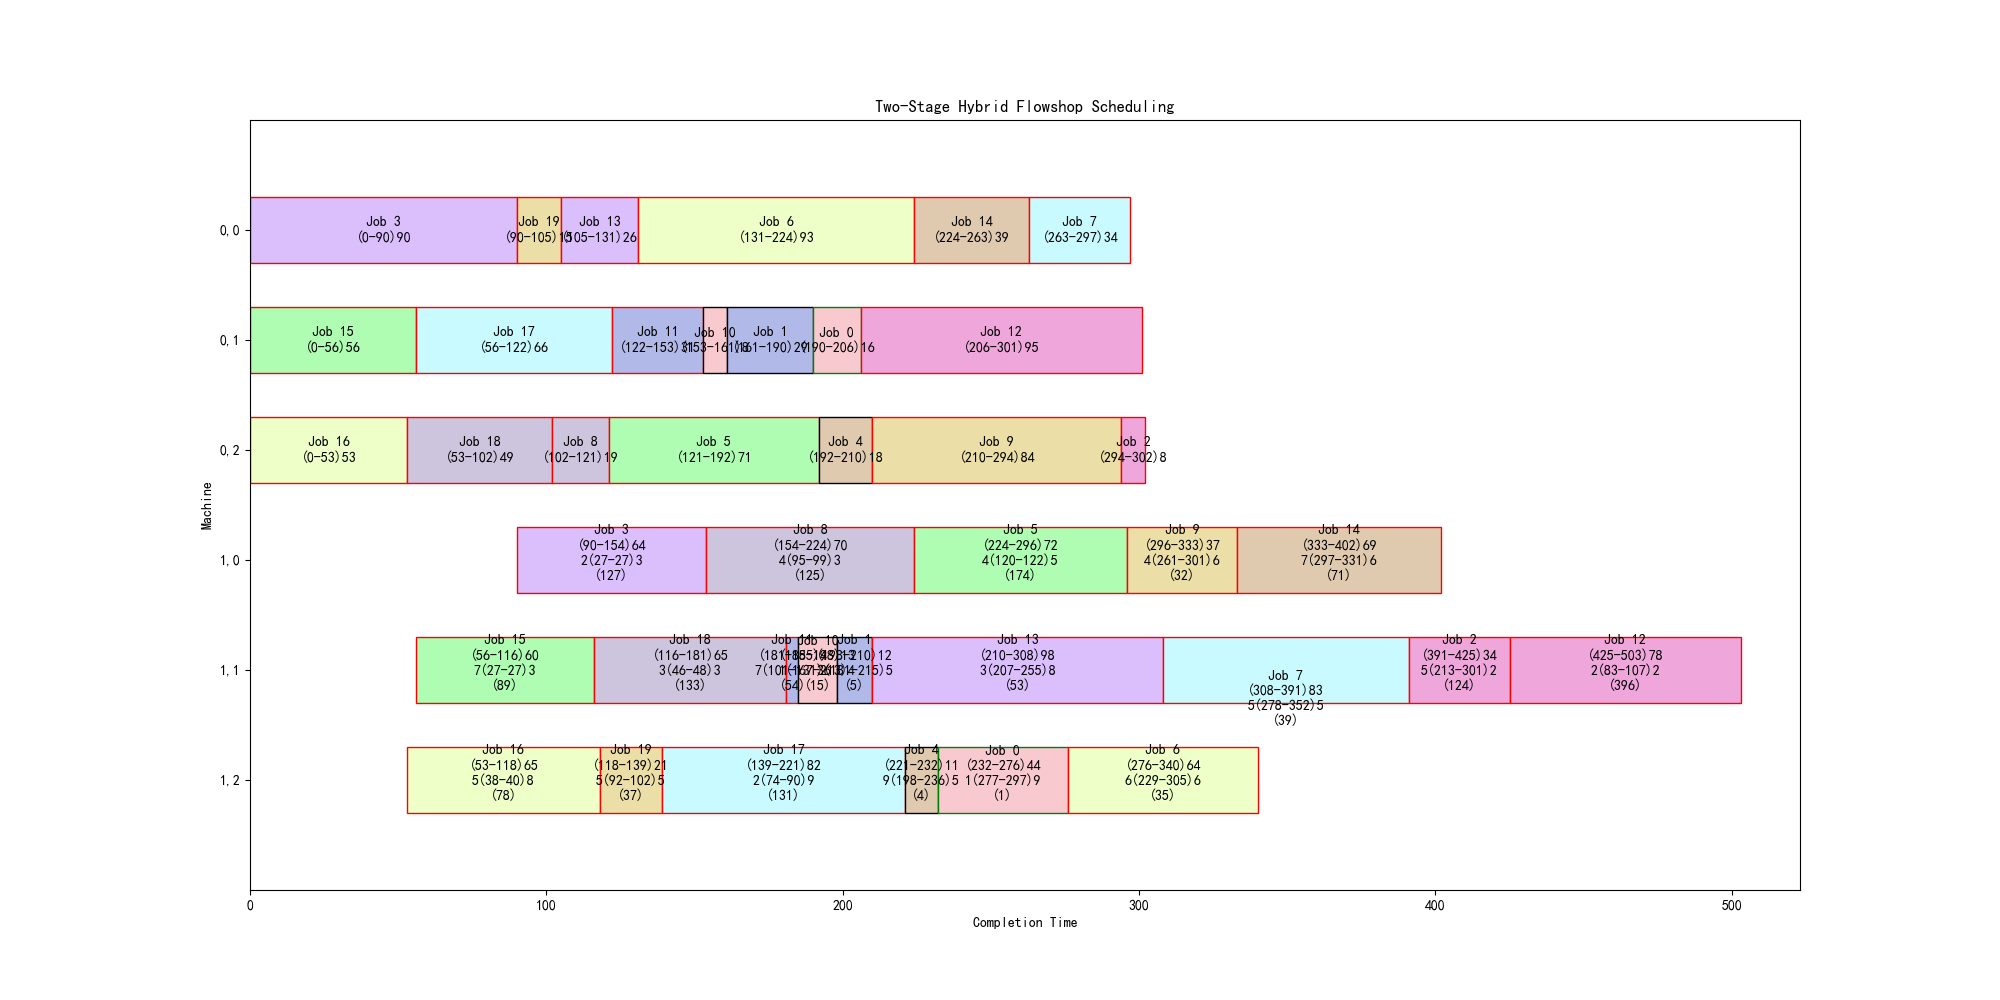 Two-Stage Hybrid Flowshop Scheduling
Machine
0,0
Job 3
(0-90)90
Job 19
(90-105)15
Job 13
(105-131)26
Job 6
(131-224)93
Job 14
(224-263)39
Job 7
(263-297)34
0,1
Job 15
(0-56)56
Job 17
(56-122)66
Job 11
(122-153)31
Job 10
(153-161)8
Job 1
(161-190)29
Job 0
(190-206)16
Job 12
(206-301)95
0,2
Job 16
(0-53)53
Job 18
(53-102)49
Job 8
(102-121)19
Job 5
(121-192)71
Job 4
(192-210)18
Job 9
(210-294)84
Job 2
(294-302)8
1,0
Job 3
(90-154)64
2(27-27)3
(127)
Job 8
(154-224)70
4(95-99)3
(125)
Job 5
(224-296)72
4(120-122)5
(174)
Job 9
(296-333)37
4(261-301)6
(32)
Job 14
(333-402)69
7(297-331)6
(71)
1,1
Job 15
(56-116)60
7(27-27)3
(89)
Job 18
(116-181)65
3(46-48)3
(133)
Job 11
(54)
Job 10
(185-198)13
(15)
Job 1
(198-210)12
(5)
Job 13
(210-308)98
3(207-255)8
(53)
Job 7
(308-391)83
5(278-352)5
(39)
Job 2
(391-425)34
5(213-301)2
(124)
Job 12
(425-503)78
2(83-107)2
(396)
1,2
Job 16
(53-118)65
5(38-40)8
(78)
Job 19
(118-139)21
5(92-102)5
(37)
Job 17
(139-221)82
2(74-90)9
(131)
Job 4
(221-232)11
9(198-236)5
(4)
Job 0
(232-276)44
1(277-297)9
(1)
Job 6
(276-340)64
6(229-305)6
(35)
0
100
200
300
400
500
Completion Time